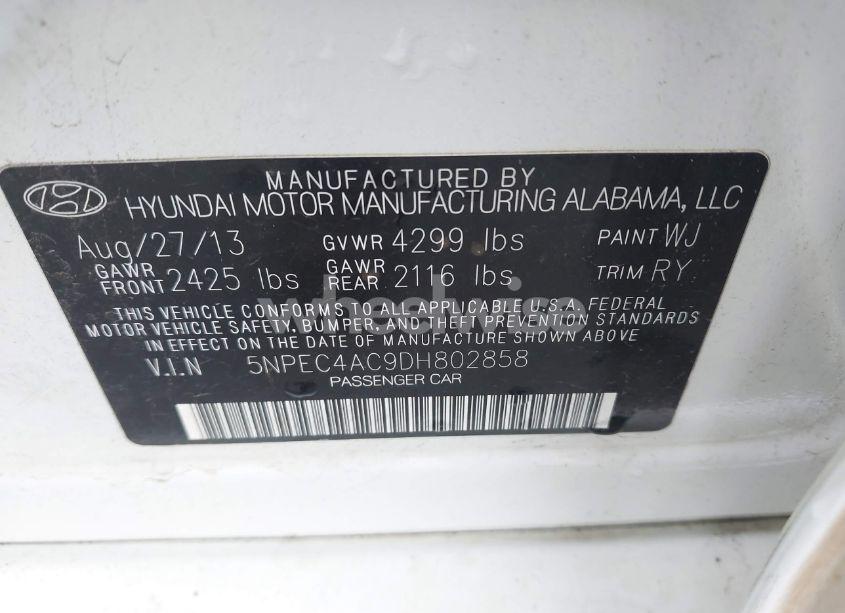 MANUFACTURED BY
HYUNDAI MOTOR MANUFACTURING ALABAMA, LLC
Aug/27/13 GVWR 4299 lbs PAINT WJ
GAWR FRONT 2425 lbs GAWR REAR 2116 lbs TRIM RY
THIS VEHICLE CONFORMS TO ALL APPLICABLE U.S.A. FEDERAL
MOTOR VEHICLE SAFETY, BUMPER, AND THEFT PREVENTION STANDARDS
IN EFFECT ON THE DATE OF MANUFACTURE SHOWN ABOVE
V.I.N 5NPEC4AC9DH802858
PASSENGER CAR